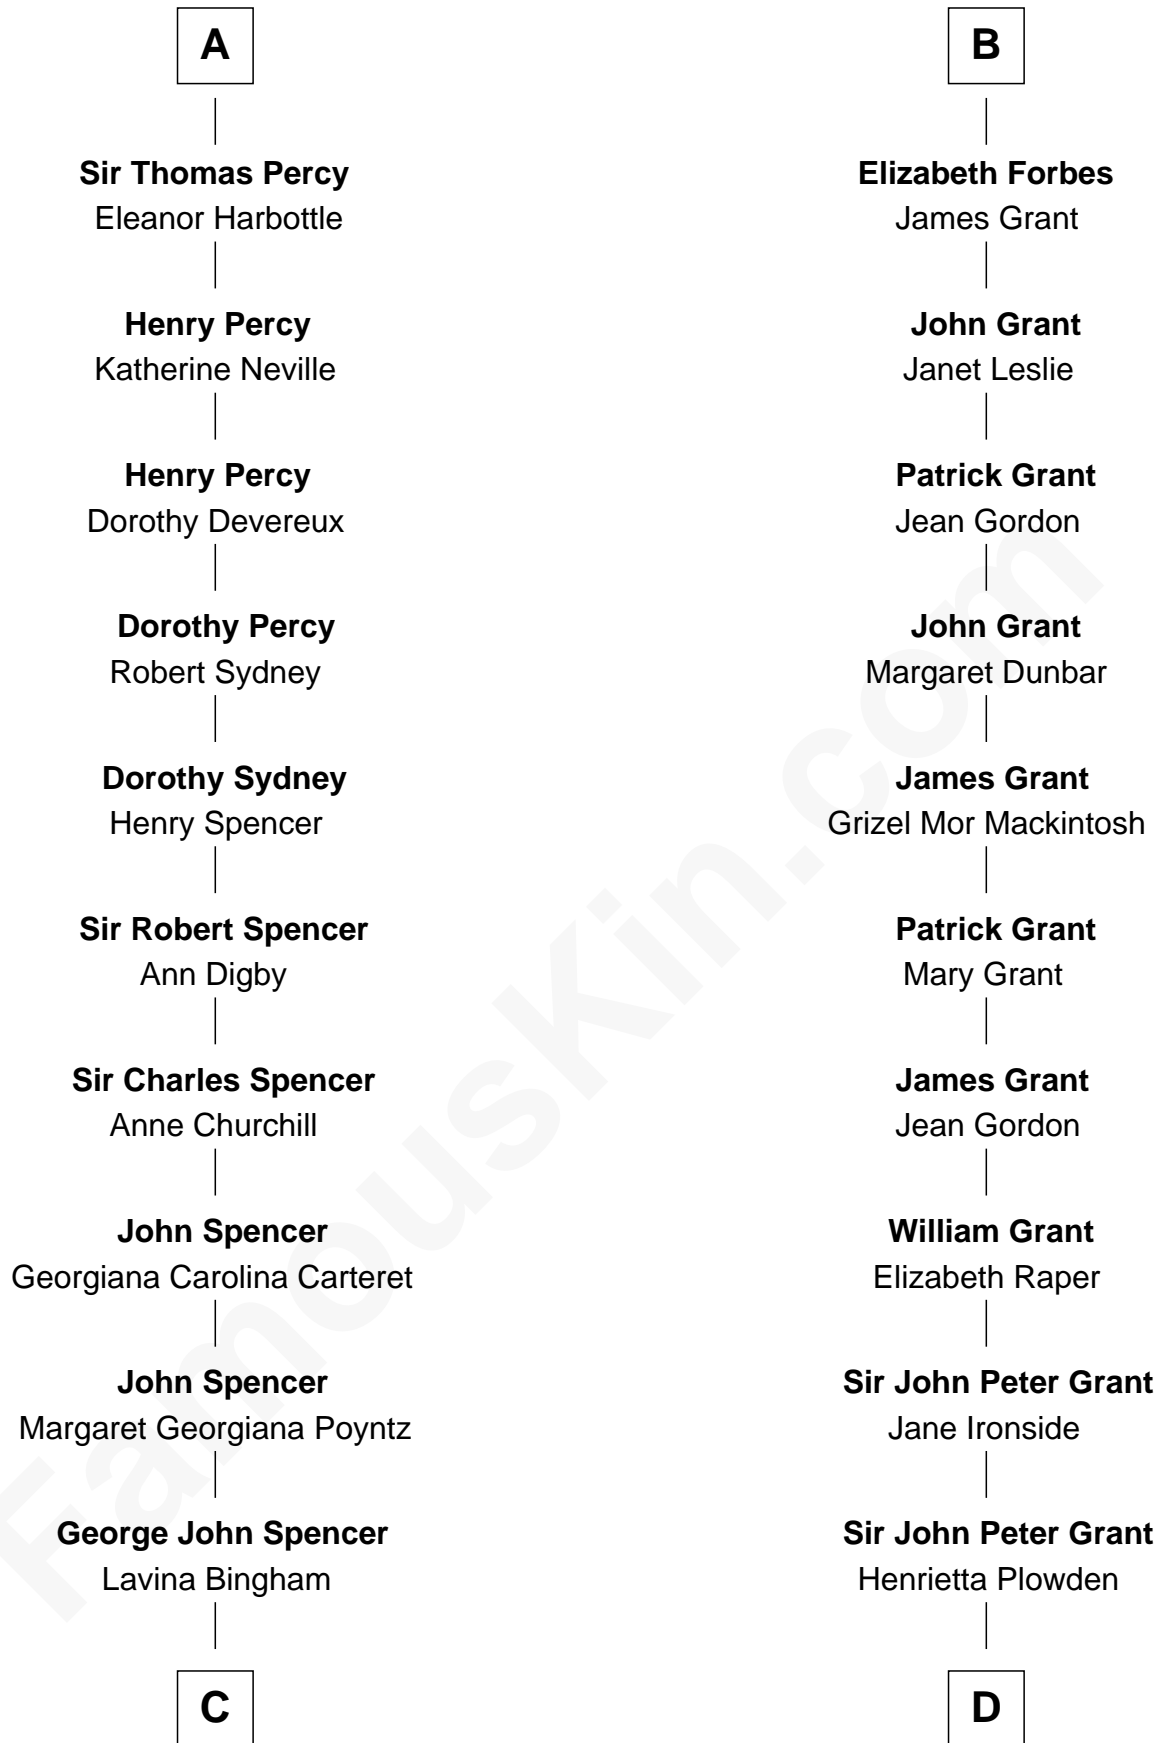 A
Sir Thomas Percy
Eleanor Harbottle
Henry Percy
Katherine Neville
Henry Percy
Dorothy Devereux
Dorothy Percy
Robert Sydney
Dorothy Sydney
Henry Spencer
Sir Robert Spencer
Ann Digby
Sir Charles Spencer
Anne Churchill
John Spencer
Georgiana Carolina Carteret
John Spencer
Margaret Georgiana Poyntz
George John Spencer
Lavina Bingham
C
B
Elizabeth Forbes
James Grant
John Grant
Janet Leslie
Patrick Grant
Jean Gordon
John Grant
Margaret Dunbar
James Grant
Grizel Mor Mackintosh
Patrick Grant
Mary Grant
James Grant
Jean Gordon
William Grant
Elizabeth Raper
Sir John Peter Grant
Jane Ironside
Sir John Peter Grant
Henrietta Plowden
D
FamousKin.com